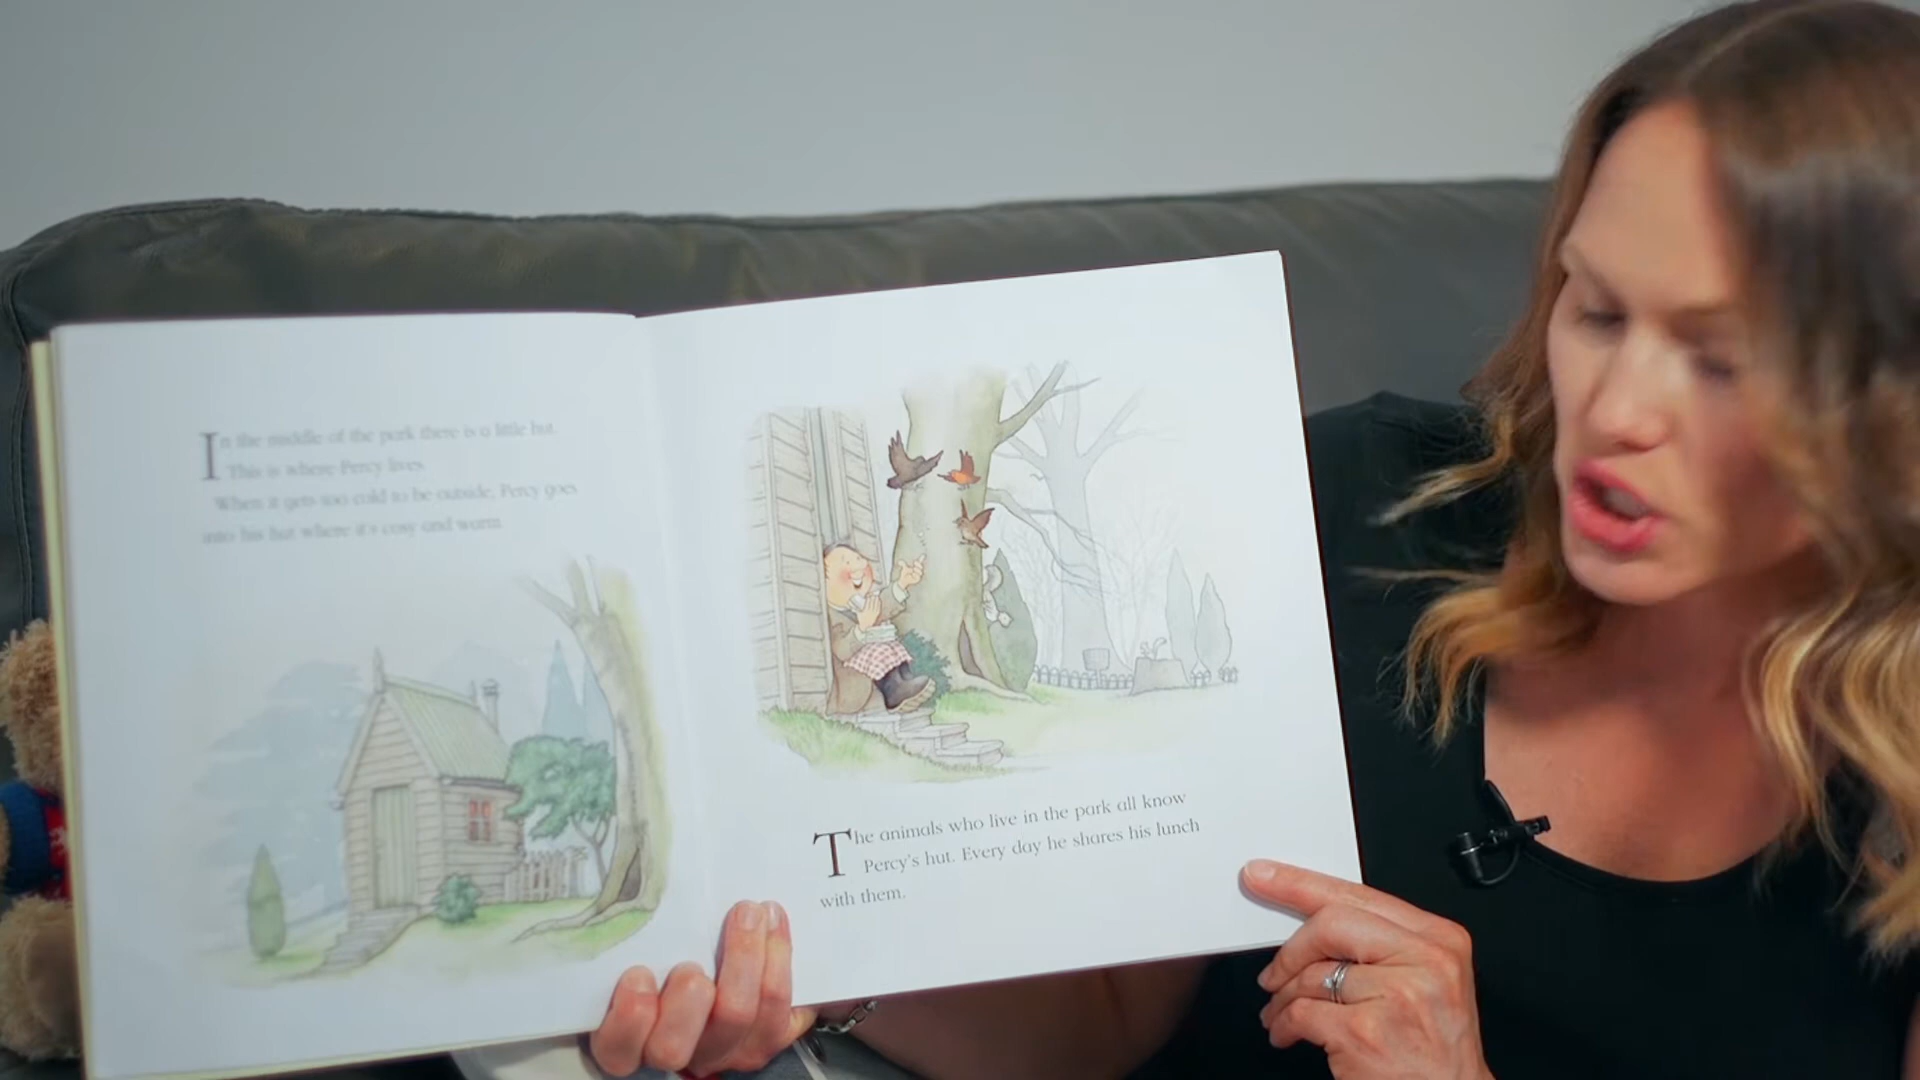 In the middle of the park there is a little hut.
This is where Percy lives.
When it gets too cold to be outside, Percy goes
into his hut where it's cosy and warm.
The animals who live in the park all know
Percy's hut. Every day he shares his lunch
with them.